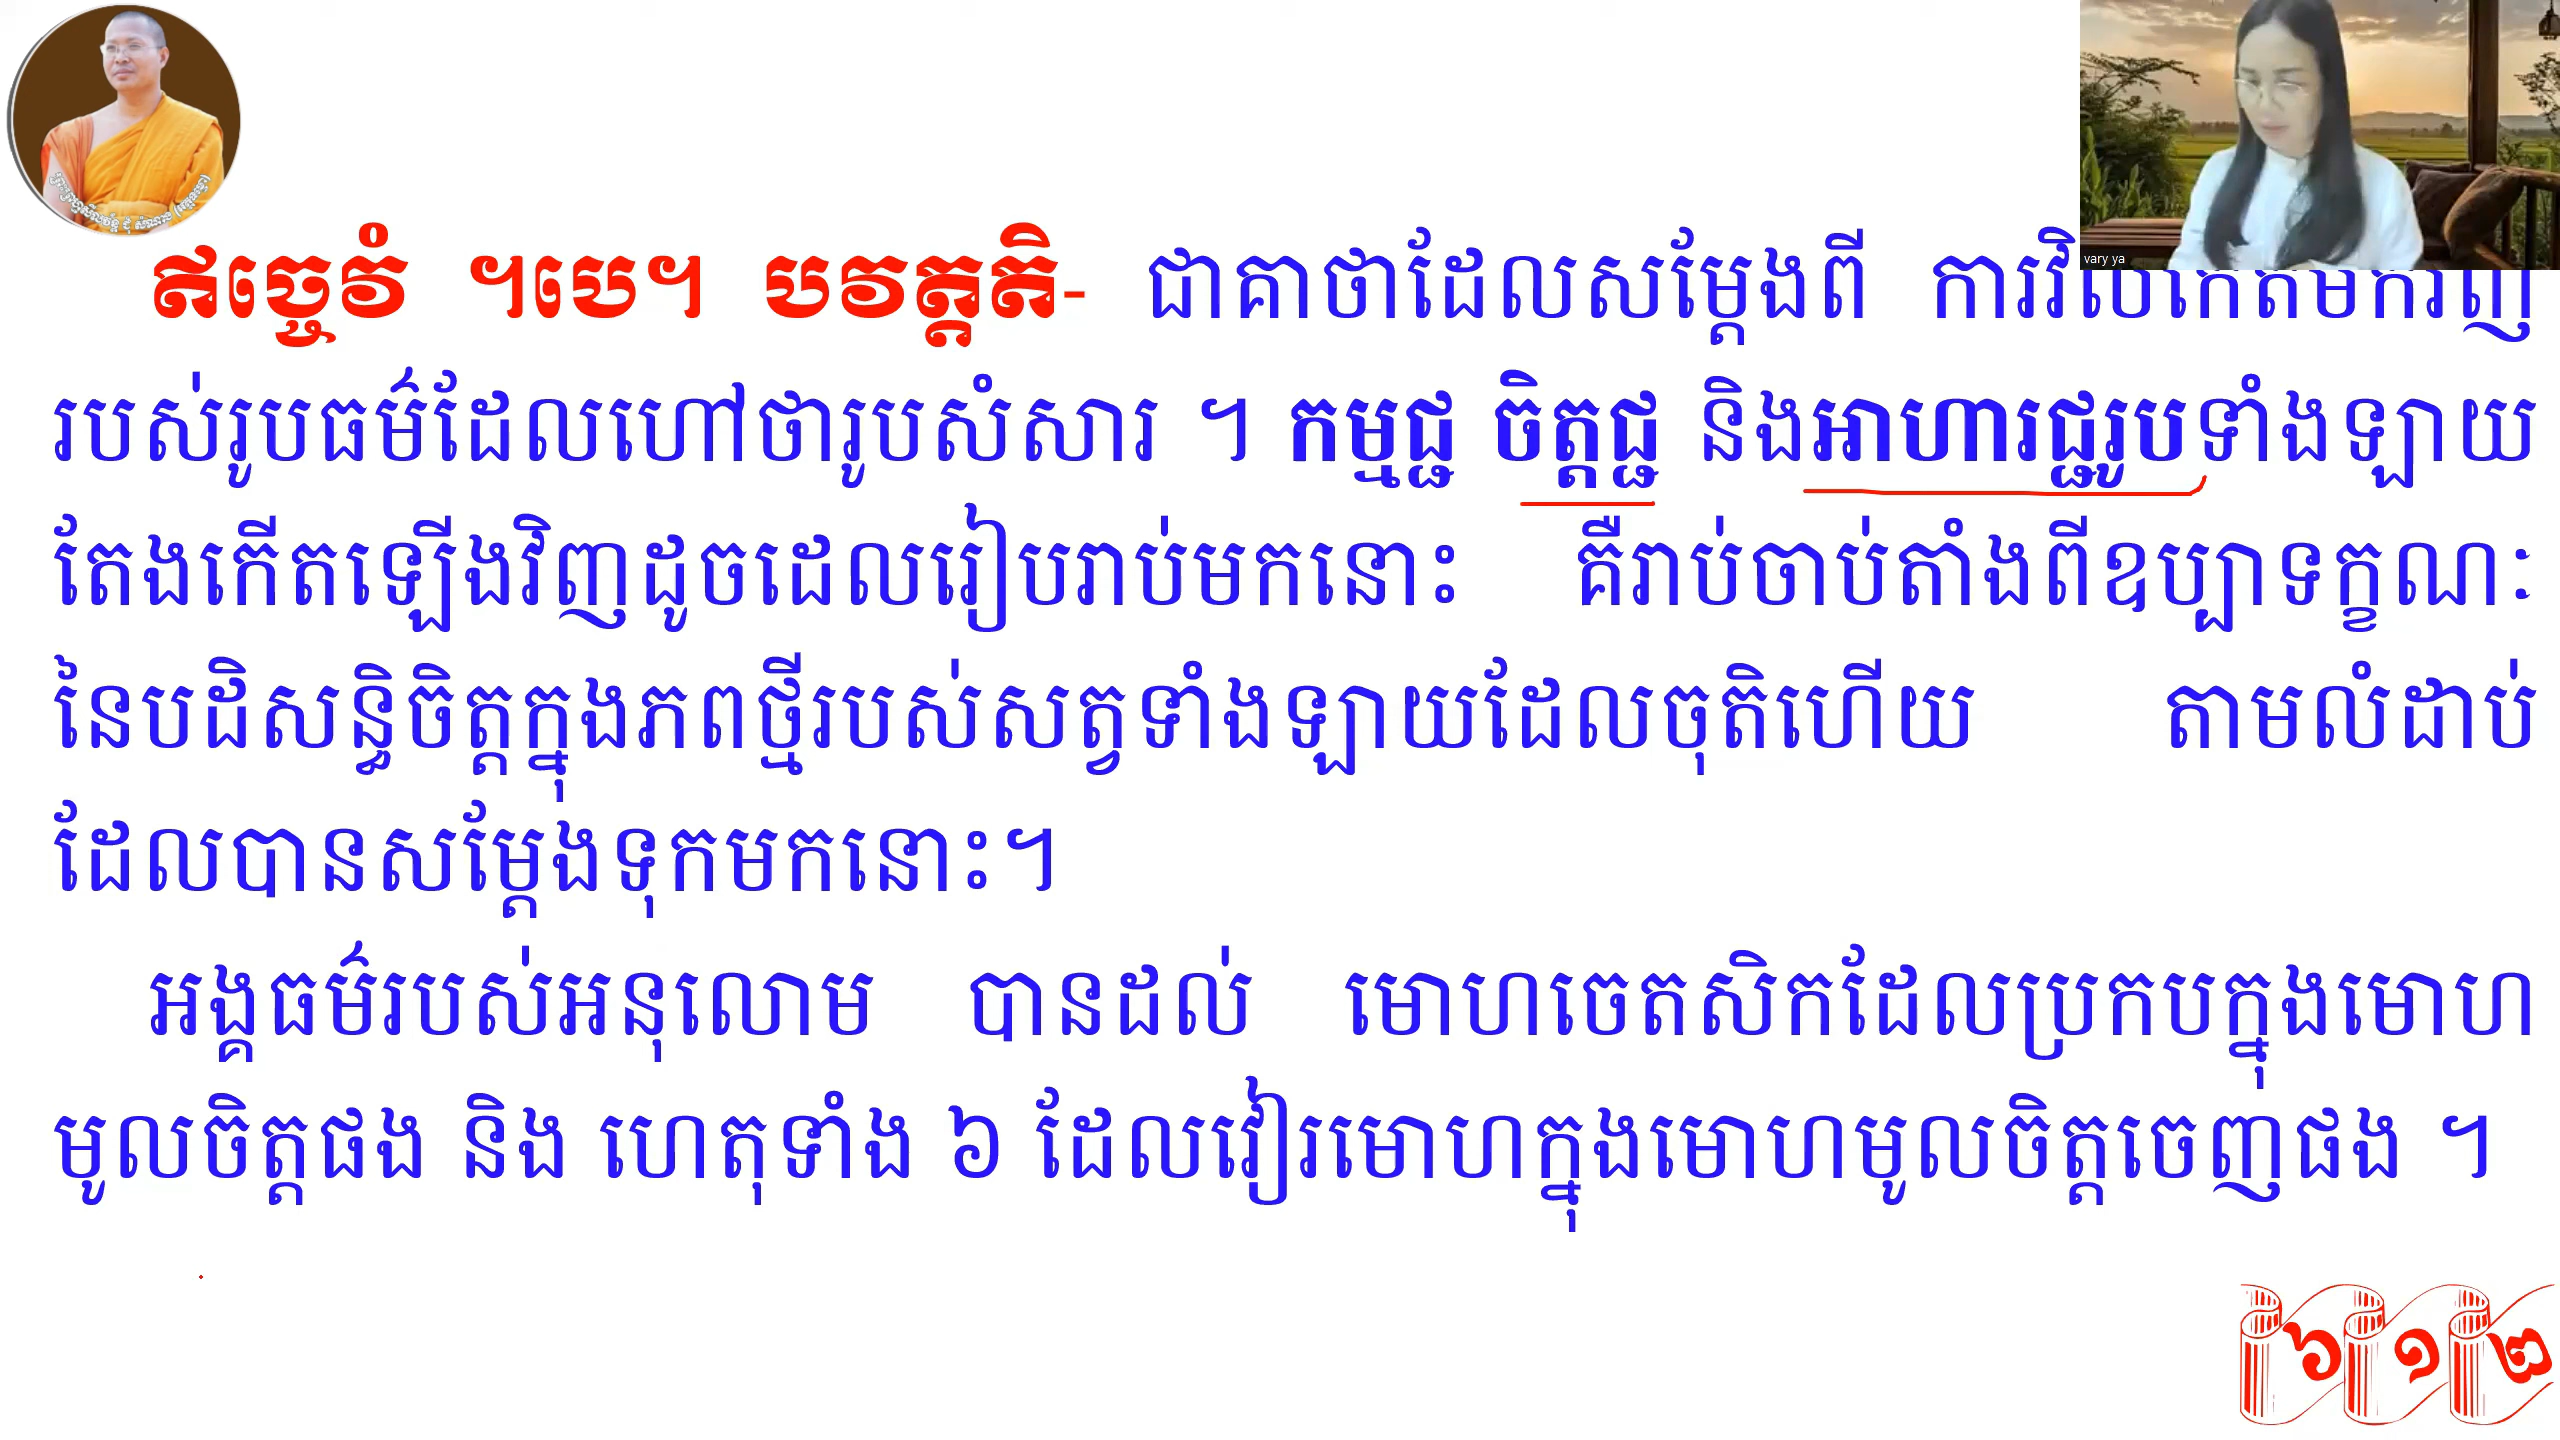 vary ya
ឥច្ចេវំ ។បេ។ បវត្តតិ- ជាគាថាដែលសម្ដែងពី ការវិលកើតមកវិញ
របស់រូបធម៌ដែលហៅថារូបសំសារ ។ កម្មជ្ជ ចិត្តជ្ជ និងអាហារជ្ជរូបទាំងឡាយ
តែងកើតឡើងវិញដូចដេលរៀបរាប់មកនោះ គឺរាប់ចាប់តាំងពីឧប្បាទក្ខណៈ
នៃបដិសន្ធិចិត្តក្នុងភពថ្មីរបស់សត្វទាំងឡាយដែលចុតិហើយ តាមលំដាប់
ដែលបានសម្ដែងទុកមកនោះ។
អង្គធម៌របស់អនុលោម បានដល់ មោហចេតសិកដែលប្រកបក្នុងមោហ
មូលចិត្តផង និង ហេតុទាំង ៦ ដែលវៀរមោហក្នុងមោហមូលចិត្តចេញផង ។
៦១២